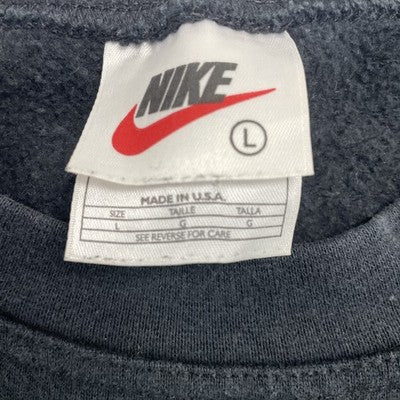 NIKE
L
MADE IN U.S.A.
SIZE TAILLE TALLA
L G G
SEE REVERSE FOR CARE